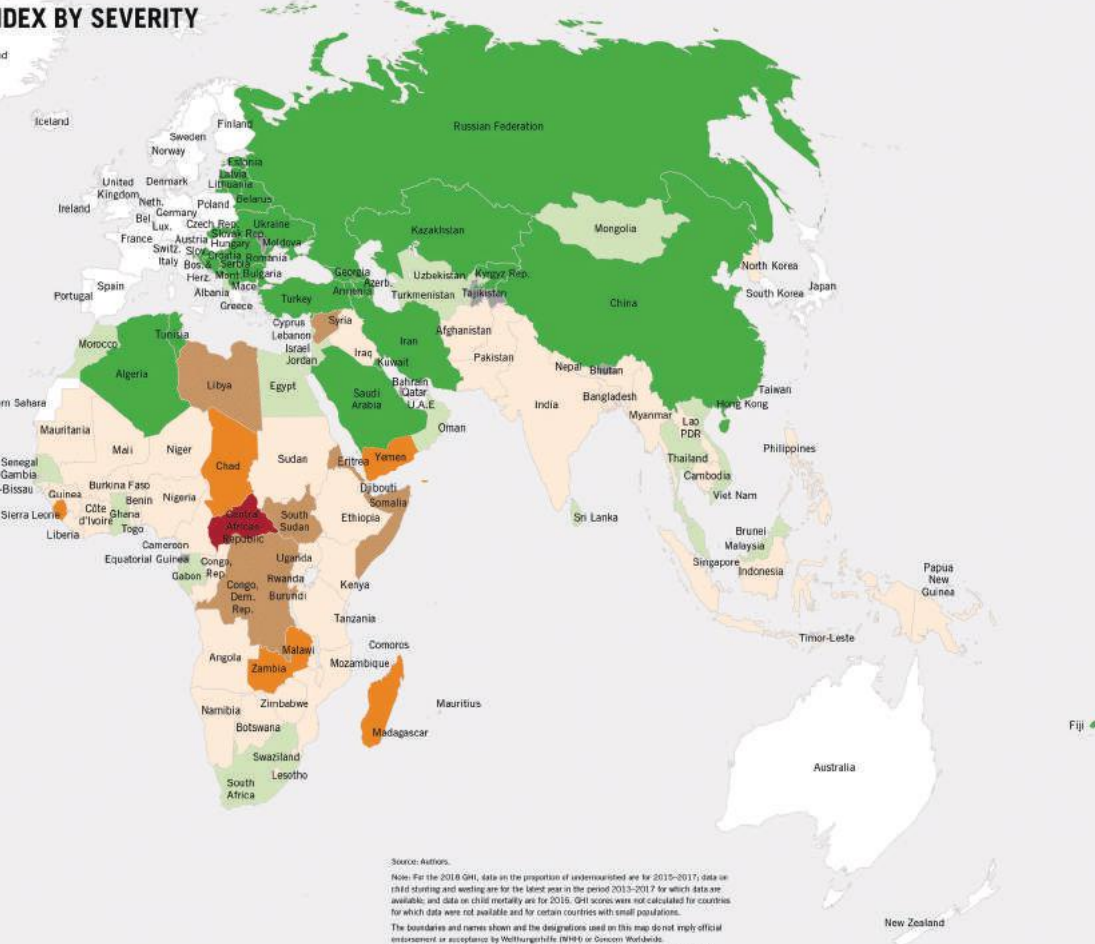 NDEX BY SEVERITY
d
Iceland
Finland
Sweden
Norway
Russian Federation
Estonia
Latvia
Lithuania
United
Kingdom
Denmark
Ireland
Neth.
Poland
Belarus
Bel.
Germany
Lux.
Czech Rep.
Ukraine
Slovak Rep.
France
Austria
Hungary
Moldova
Switz.
Slov.
Croatia
Romania
Italy
Bos.&
Herz.
Serbia
Mont.
Bulgaria
Spain
Portugal
Albania
Mace
Greece
Kazakhstan
Mongolia
Georgia
Azerb.
Armenia
Uzbekistan
Kyrgyz Rep.
Turkmenistan
Tajikistan
Turkey
China
North Korea
South Korea
Japan
Cyprus
Lebanon
Israel
Jordan
Syria
Iraq
Iran
Kuwait
Afghanistan
Pakistan
Nepal
Bhutan
Bangladesh
India
Myanmar
Lao
PDR
Taiwan
Hong Kong
Tunisia
Morocco
Algeria
Libya
Egypt
Saudi
Arabia
Bahrain
Qatar
U.A.E
Oman
rn Sahara
Mauritania
Mali
Niger
Chad
Sudan
Eritrea
Yemen
Djibouti
Somalia
Ethiopia
Thailand
Cambodia
Viet Nam
Philippines
Sri Lanka
Senegal
Gambia
-Bissau
Guinea
Burkina Faso
Benin
Nigeria
Côte
d'Ivoire
Ghana
Togo
Sierra Leone
Liberia
Central
African
Republic
South
Sudan
Cameroon
Equatorial Guinea
Gabon
Congo,
Rep.
Congo,
Dem.
Rep.
Uganda
Rwanda
Burundi
Kenya
Tanzania
Brunei
Malaysia
Singapore
Indonesia
Papua
New
Guinea
Timor-Leste
Comoros
Malawi
Angola
Zambia
Mozambique
Zimbabwe
Namibia
Botswana
Mauritius
Madagascar
Swaziland
Lesotho
South
Africa
Fiji
Australia
New Zealand
Source: Authors.
Note: For the 2018 GHI, data on the proportion of undernourished are for 2015–2017; data on
child stunting and wasting are for the latest year in the period 2013–2017 for which data are
available; and data on child mortality are for 2016. GHI scores were not calculated for countries
for which data were not available and for certain countries with small populations.
The boundaries and names shown and the designations used on this map do not imply official
endorsement or acceptance by Welthungerhilfe (WHH) or Concern Worldwide.